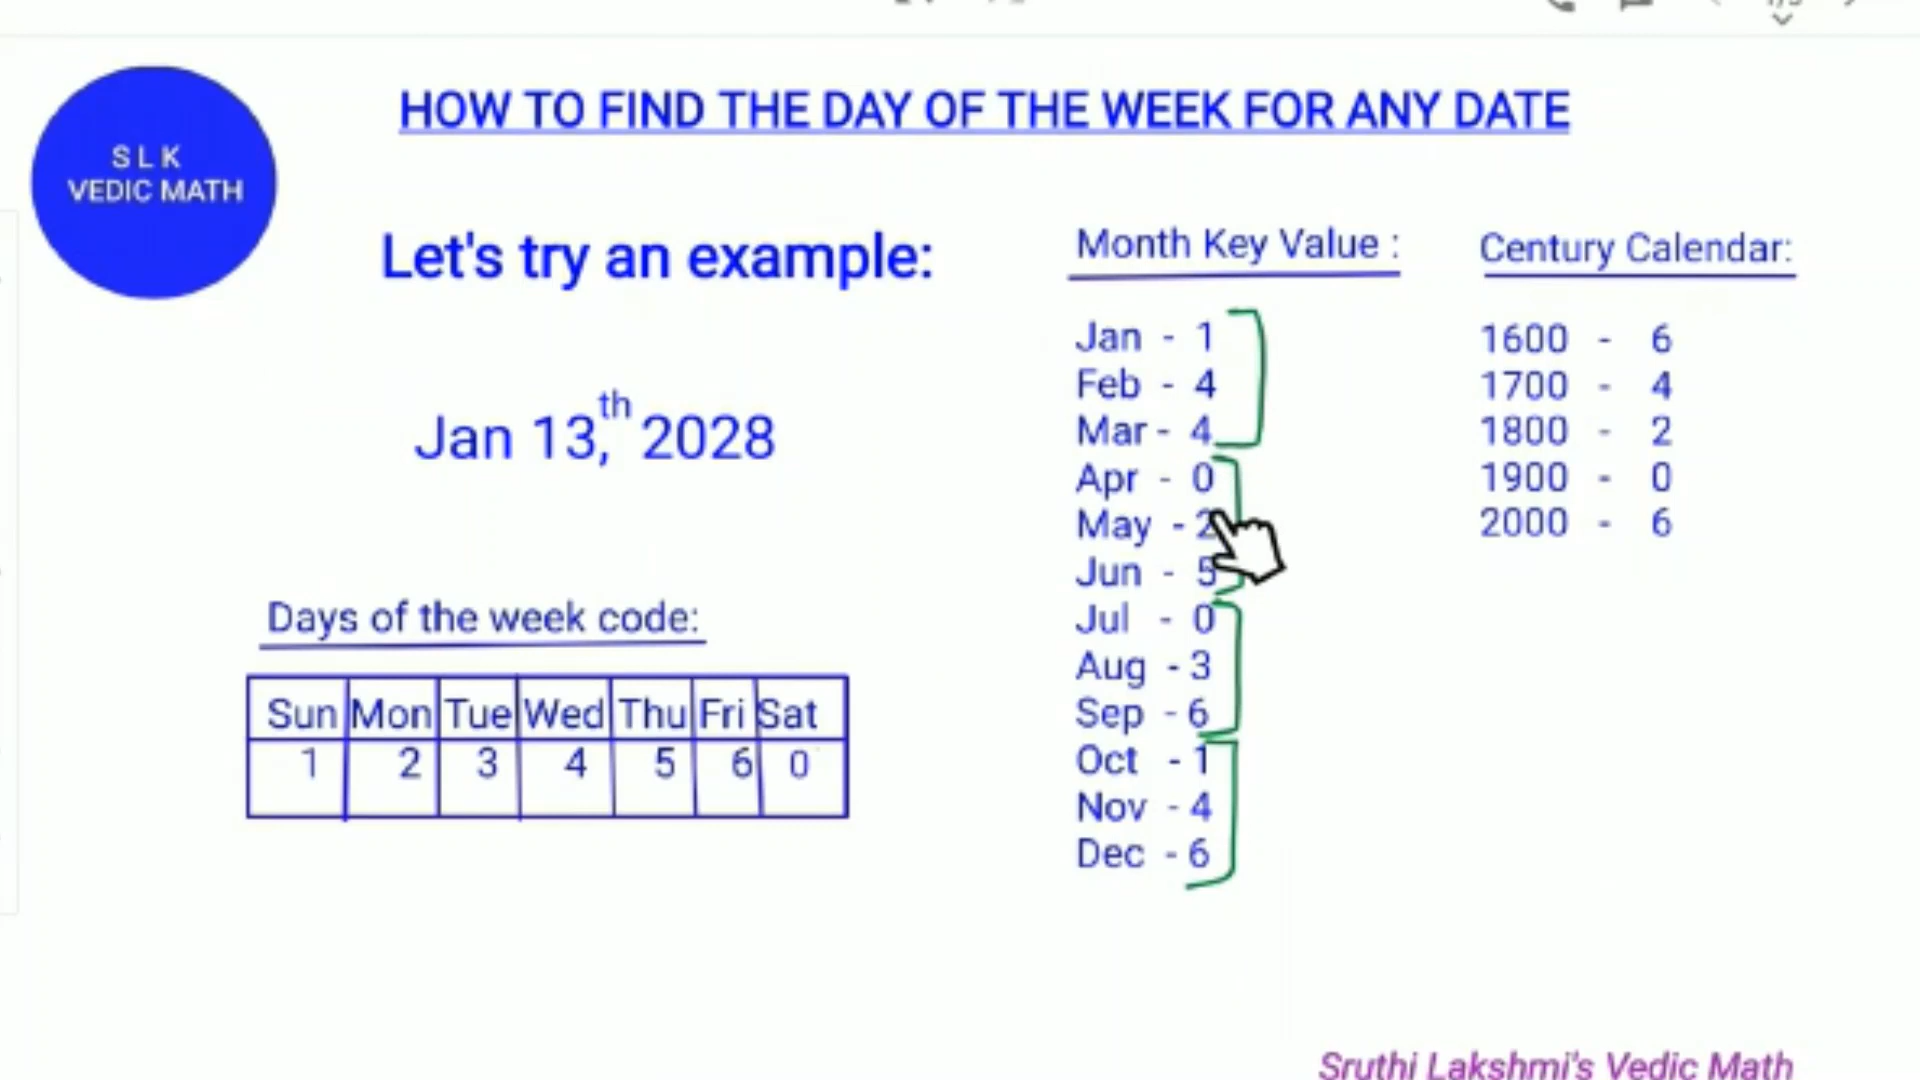 HOW TO FIND THE DAY OF THE WEEK FOR ANY DATE
S L K
VEDIC MATH
Let's try an example:
Jan 13,th 2028
Month Key Value :
Jan - 1
Feb - 4
Mar - 4
Apr - 0
May - 2
Jun - 5
Jul - 0
Aug - 3
Sep - 6
Oct - 1
Nov - 4
Dec - 6
Century Calendar:
1600 - 6
1700 - 4
1800 - 2
1900 - 0
2000 - 6
Days of the week code:
Sun Mon Tue Wed Thu Fri Sat
1 2 3 4 5 6 0
Sruthi Lakshmi's Vedic Math